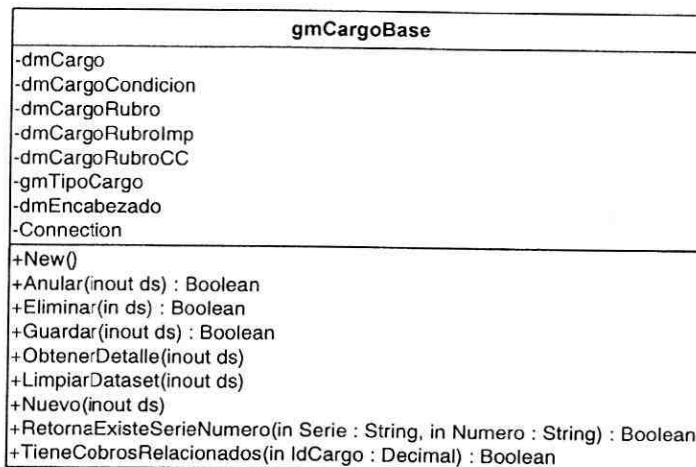 gmCargoBase
-dmCargo
-dmCargoCondicion
-dmCargoRubro
-dmCargoRubroImp
-dmCargoRubroCC
-gmTipoCargo
-dmEncabezado
-Connection
+New()
+Anular(inout ds) : Boolean
+Eliminar(in ds) : Boolean
+Guardar(inout ds) : Boolean
+ObtenerDetalle(inout ds)
+LimpiarDataset(inout ds)
+Nuevo(inout ds)
+RetornaExisteSerieNumero(in Serie : String, in Numero : String) : Boolean
+TieneCobrosRelacionados(in IdCargo : Decimal) : Boolean